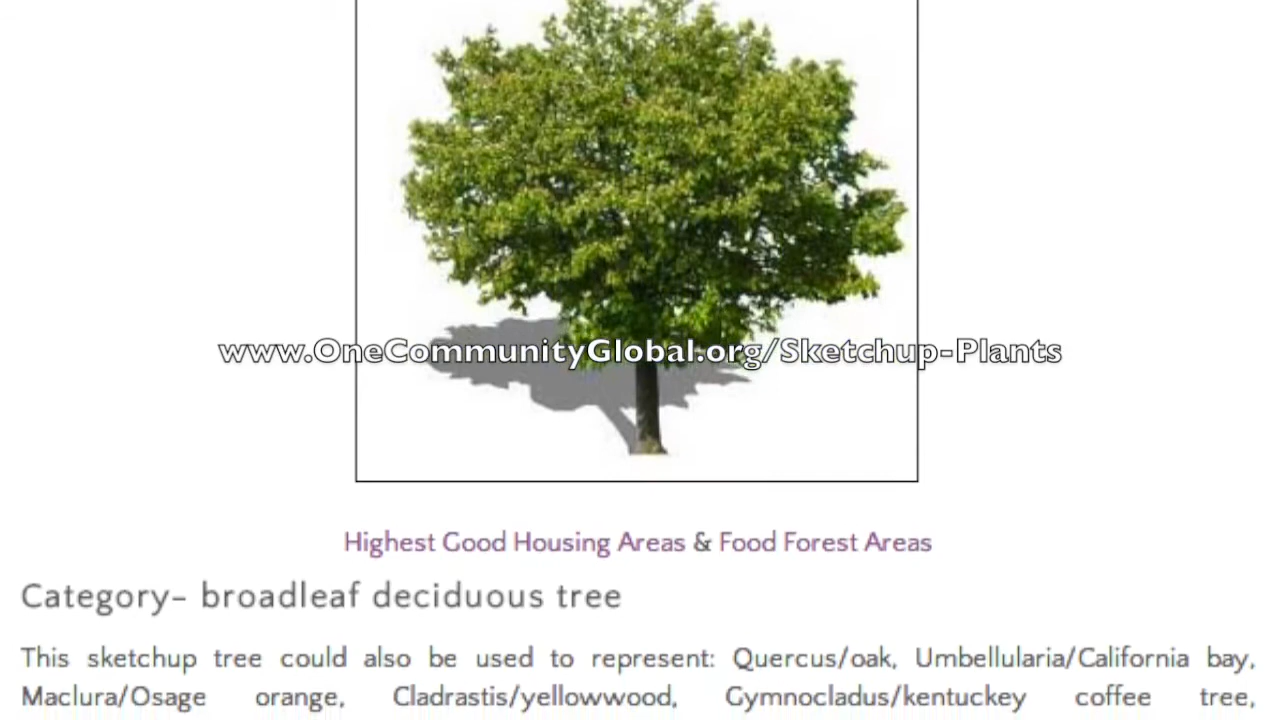 www.OneCommunityGlobal.org/Sketchup-Plants
Highest Good Housing Areas & Food Forest Areas
Category– broadleaf deciduous tree
This sketchup tree could also be used to represent: Quercus/oak, Umbellularia/California bay,
Maclura/Osage orange, Cladrastis/yellowwood, Gymnocladus/kentuckey coffee tree,